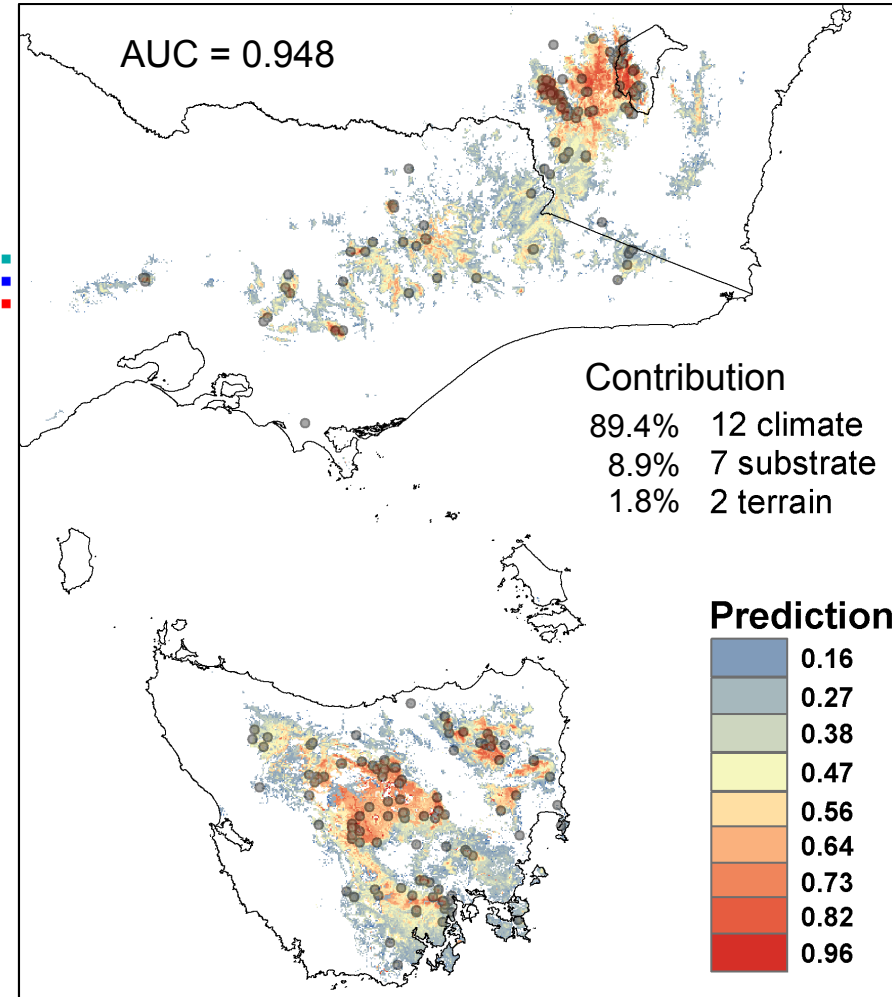 AUC = 0.948
Contribution
89.4% 12 climate
8.9% 7 substrate
1.8% 2 terrain
Prediction
0.16
0.27
0.38
0.47
0.56
0.64
0.73
0.82
0.96